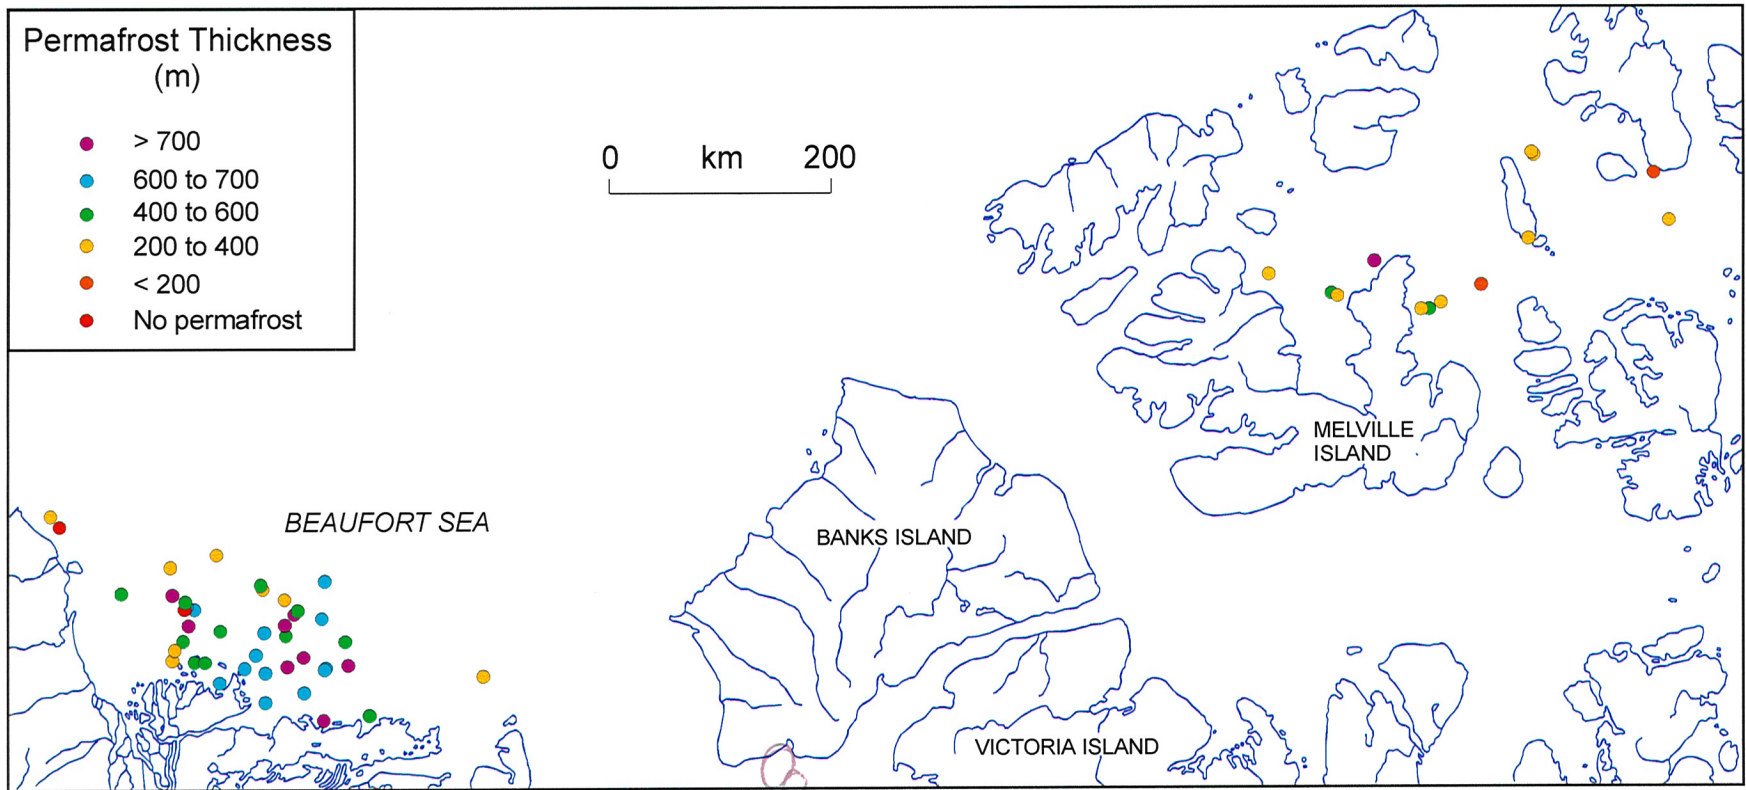 Permafrost Thickness
(m)
> 700
600 to 700
400 to 600
200 to 400
< 200
No permafrost
0 km 200
MELVILLE
ISLAND
BEAUFORT SEA
BANKS ISLAND
VICTORIA ISLAND